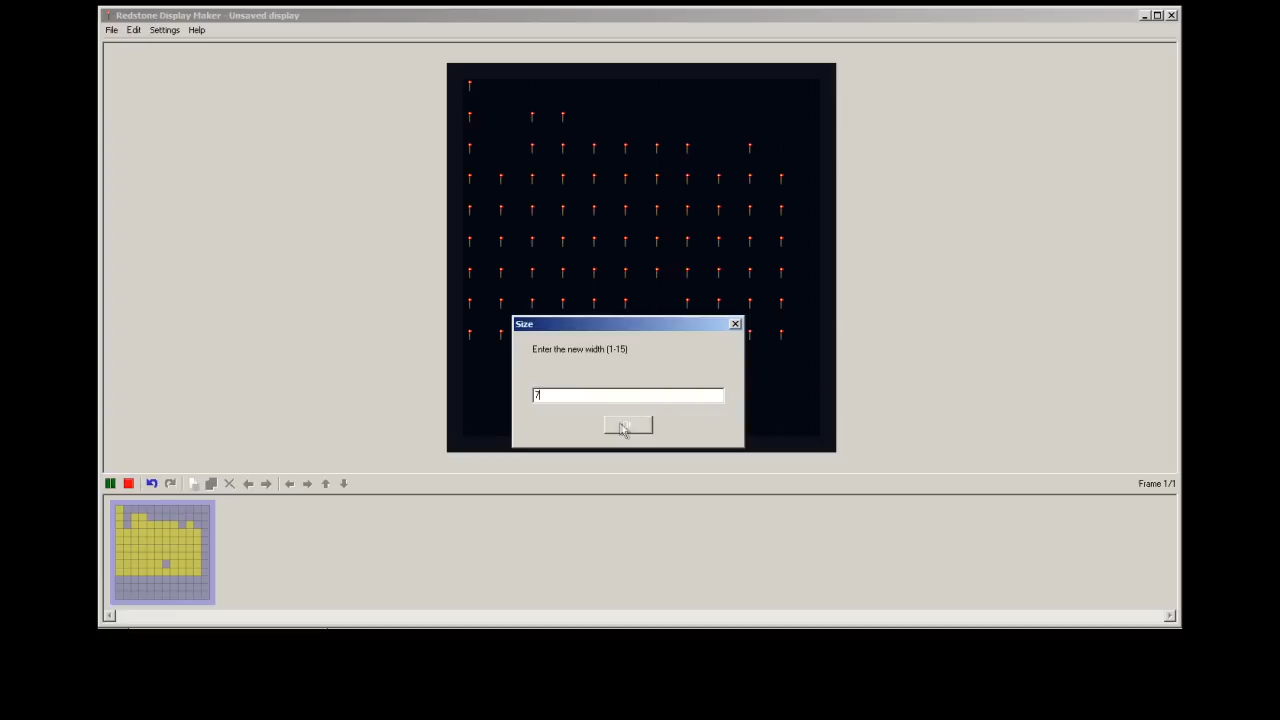 Redstone Display Maker - Unsaved display
File Edit Settings Help
Size
Enter the new width (1-15)
7
Frame 1/1